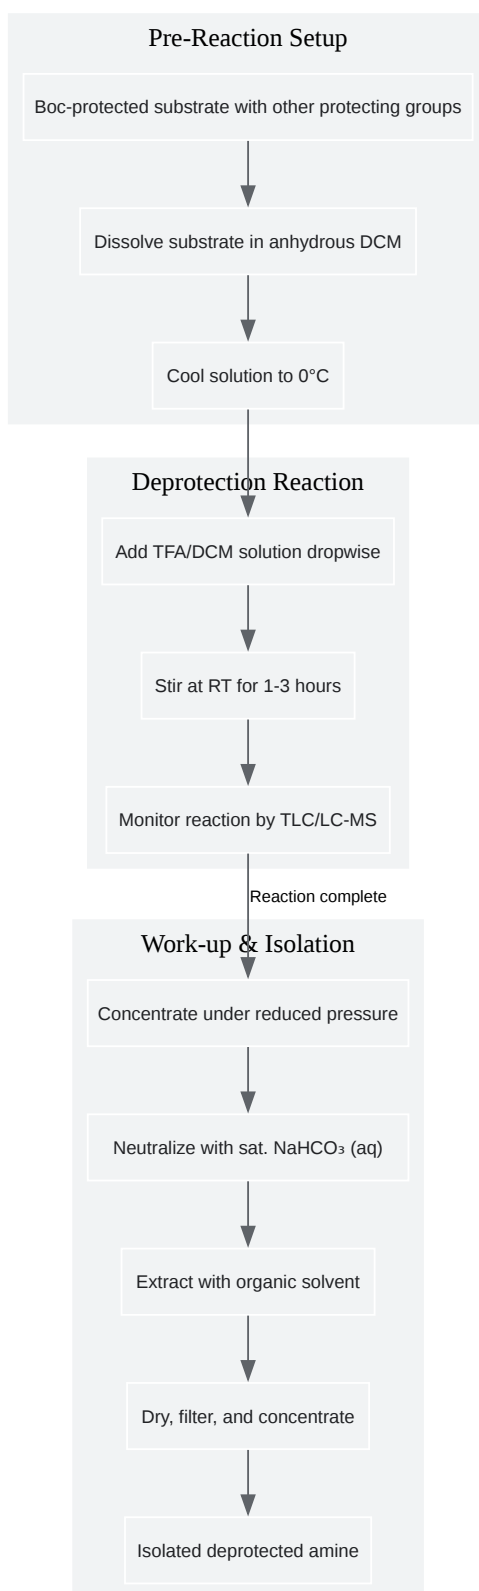 Pre-Reaction Setup
Boc-protected substrate with other protecting groups
Dissolve substrate in anhydrous DCM
Cool solution to 0°C
Deprotection Reaction
Add TFA/DCM solution dropwise
Stir at RT for 1-3 hours
Monitor reaction by TLC/LC-MS
Reaction complete
Work-up & Isolation
Concentrate under reduced pressure
Neutralize with sat. NaHCO₃ (aq)
Extract with organic solvent
Dry, filter, and concentrate
Isolated deprotected amine